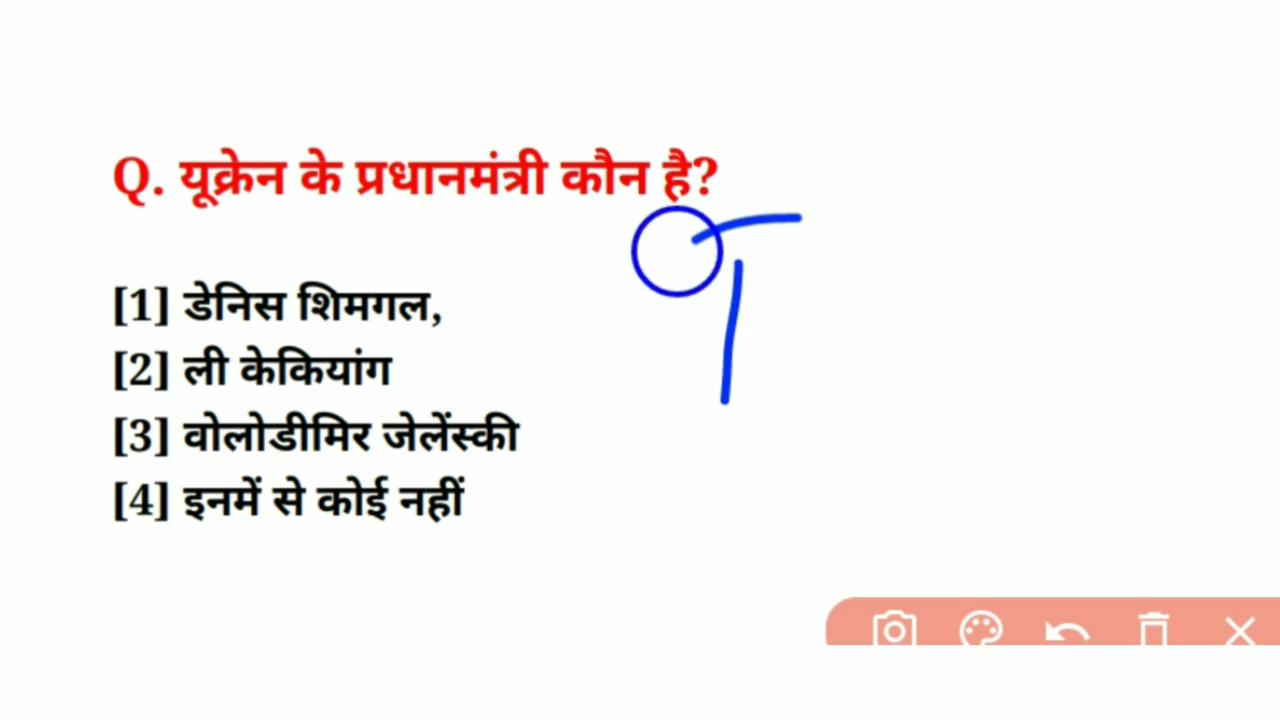 Q. यूक्रेन के प्रधानमंत्री कौन है?
[1] डेनिस शिमगल,
[2] ली केकियांग
[3] वोलोडीमिर जेलेंस्की
[4] इनमें से कोई नहीं